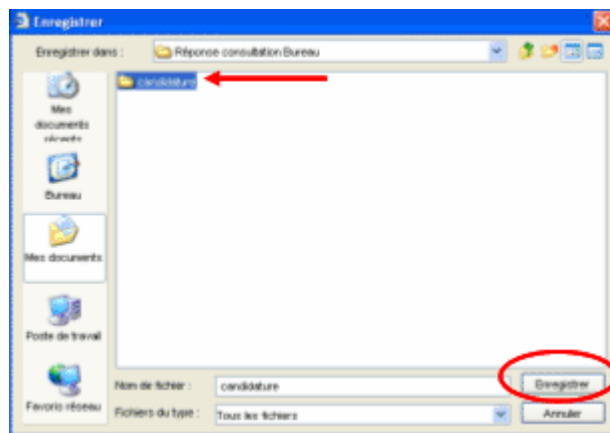 Enregistrer
Enregistrer dans :
Réponse consultation Bureau
candidature
Mes
documents
récents
Bureau
Mes documents
Poste de travail
Favoris réseau
Nom de fichier :
candidature
Enregistrer
Fichiers du type :
Tous les fichiers
Annuler